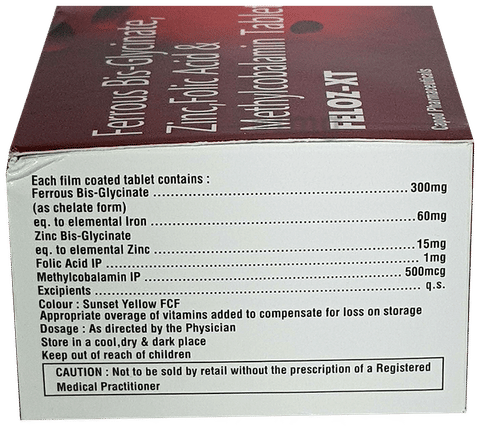 Ferrous Bis-Glycinate,
Zinc, Folic Acid &
Methylcobalamin Tablet
FELOZ-XT
Capod Pharmaceuticals
Each film coated tablet contains :
Ferrous Bis-Glycinate ........ 300mg
(as chelate form)
eq. to elemental Iron ........ 60mg
Zinc Bis-Glycinate
eq. to elemental Zinc ........ 15mg
Folic Acid IP ........ 1mg
Methylcobalamin IP ........ 500mcg
Excipients ........ q.s.
Colour : Sunset Yellow FCF
Appropriate overage of vitamins added to compensate for loss on storage
Dosage : As directed by the Physician
Store in a cool,dry & dark place
Keep out of reach of children
CAUTION : Not to be sold by retail without the prescription of a Registered
Medical Practitioner